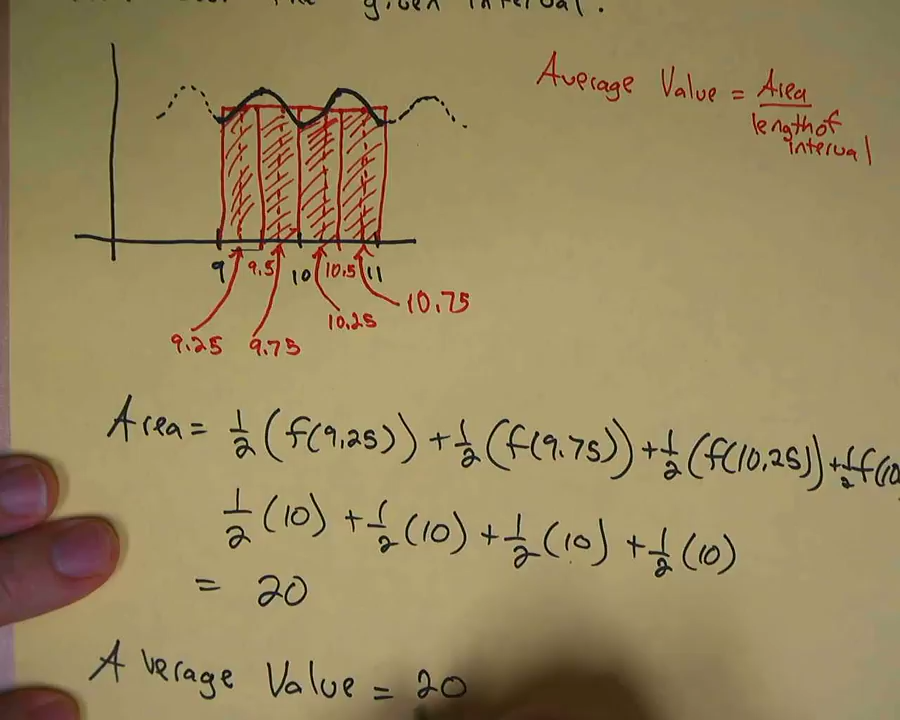 given interval.
Average Value = Area
length of
interval
9 9.5 10 10.5 11
10.75
10.25
9.25 9.75
Area = 1/2 (f(9.25)) + 1/2 (f(9.75)) + 1/2 (f(10.25)) + 1/2 f(10
1/2 (10) + 1/2 (10) + 1/2 (10) + 1/2 (10)
= 20
Average Value = 20